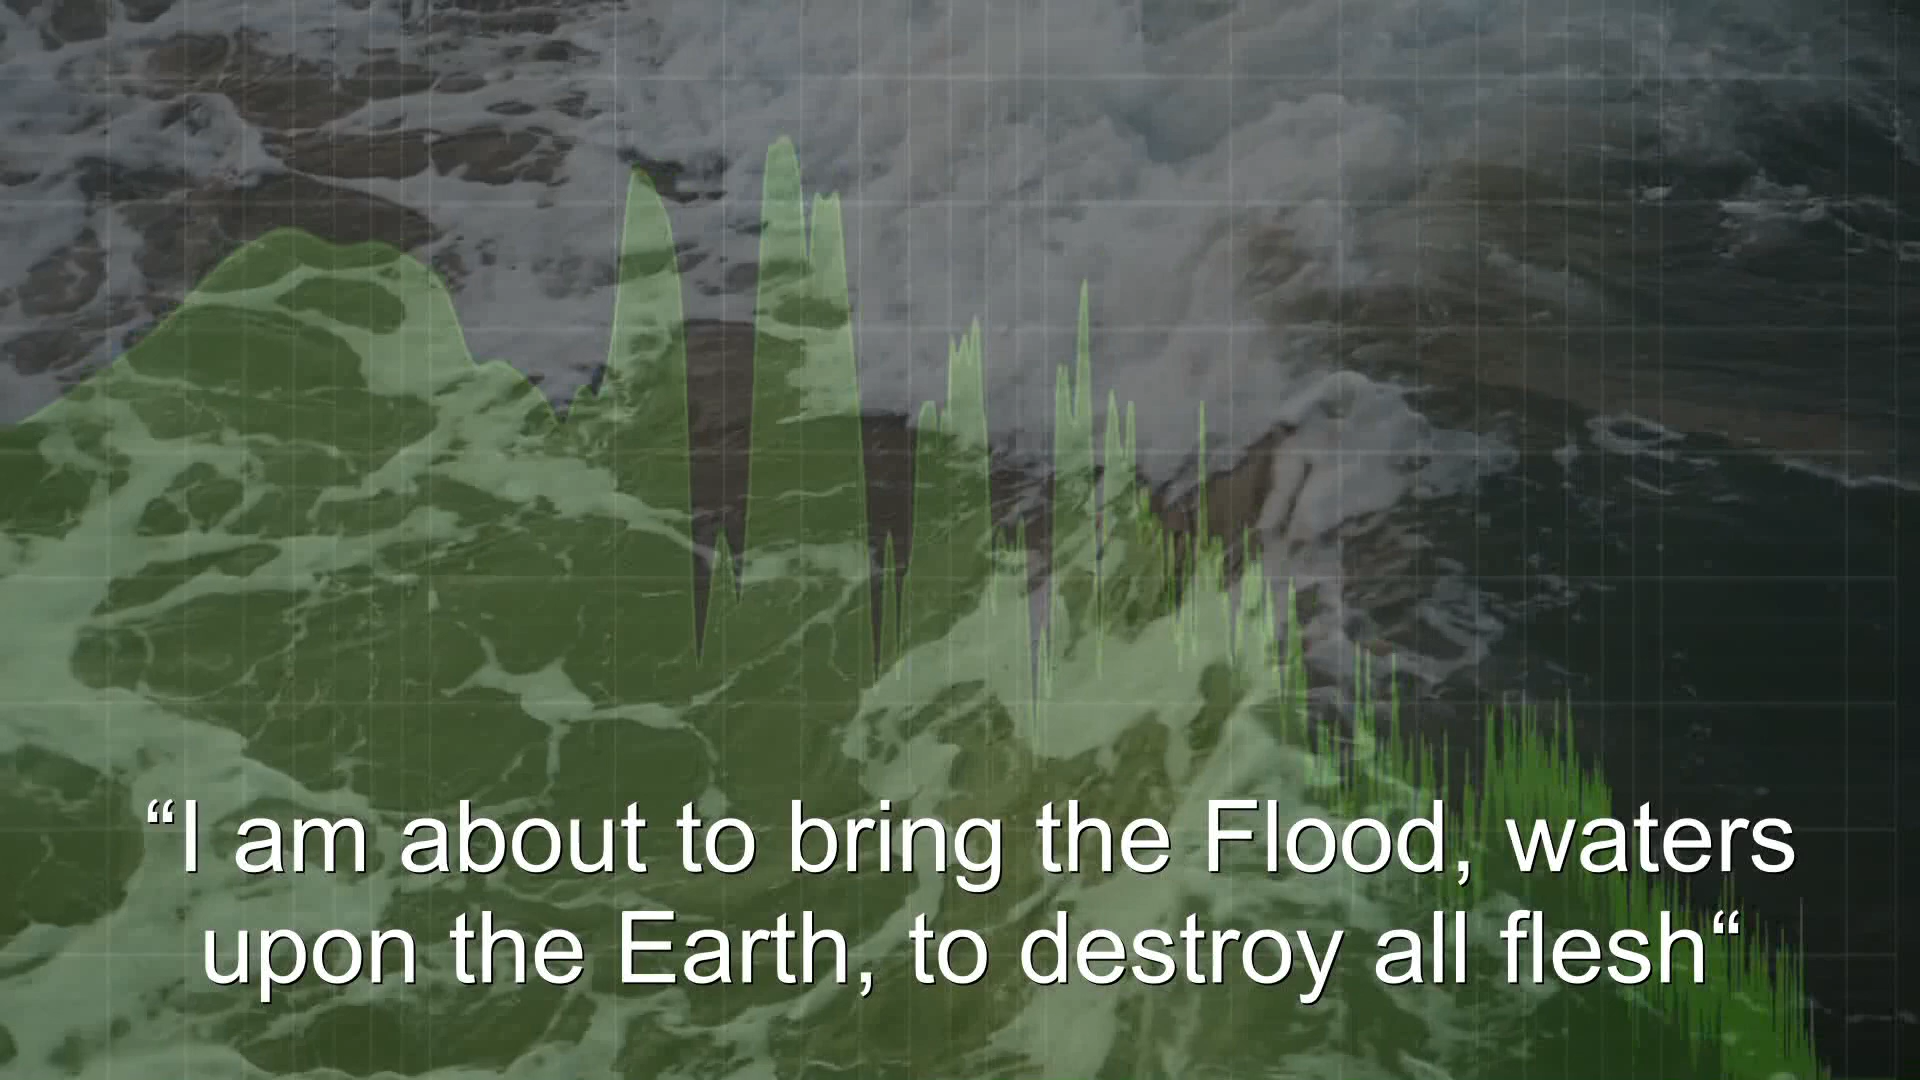 “I am about to bring the Flood, waters
upon the Earth, to destroy all flesh“